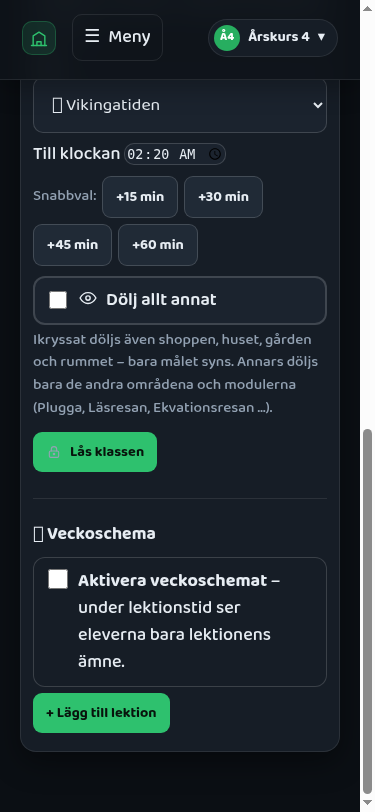 ☰ Meny
Å4 Årskurs 4 ▼
Vikingatiden
Till klockan 02:20 AM
Snabbval: +15 min +30 min
+45 min +60 min
Dölj allt annat
Ikryssat döljs även shoppen, huset, gården
och rummet – bara målet syns. Annars döljs
bara de andra områdena och modulerna
(Plugga, Läsresan, Ekvationsresan ...).
Lås klassen
Veckoschema
Aktivera veckoschemat –
under lektionstid ser
eleverna bara lektionens
ämne.
+ Lägg till lektion